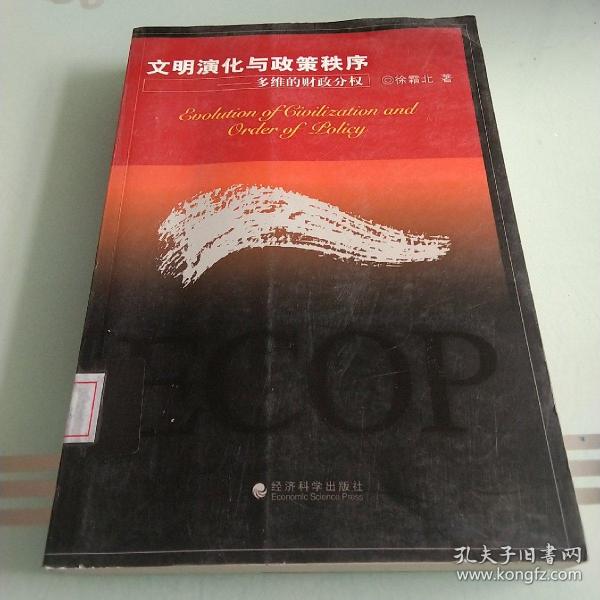 文明演化与政策秩序
——多维的财政分权
◎徐霜北 著
Evolution of Civilization and
Order of Policy
ECOP
经济科学出版社
Economic Science Press
孔夫子旧书网
www.kongfz.com